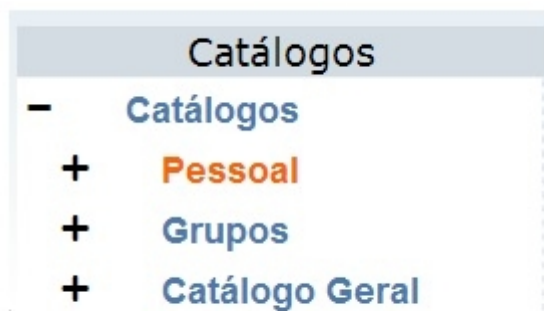 Catálogos
− Catálogos
+ Pessoal
+ Grupos
+ Catálogo Geral